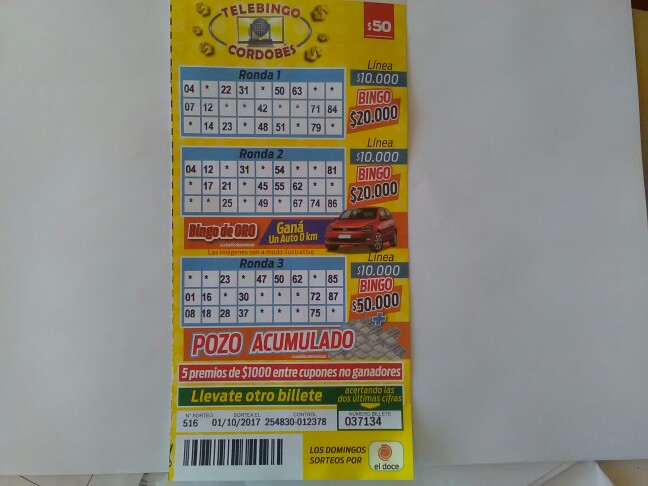 TELEBINGO
CORDOBÉS
$50
Ronda 1
Línea
$10.000
04 * 22 31 * 50 63 * *
BINGO
$20.000
07 12 * * 42 * * 71 84
* 14 23 * 48 51 * 79 *
Ronda 2
Línea
$10.000
04 12 * 31 * 54 * * 81
BINGO
$20.000
* 17 21 * 45 55 62 * *
* * 25 * 49 * 67 74 86
Bingo de ORO
Ganá
Un Auto 0 km
Las imágenes son a modo ilustrativo
Ronda 3
Línea
$10.000
* * 23 * 47 50 62 * 85
BINGO
$50.000
01 16 * 30 * * * 72 87
08 18 28 37 * * * 75 *
+
POZO ACUMULADO
5 premios de $1000 entre cupones no ganadores
Llevate otro billete
acertando las
dos últimas cifras
N° SORTEO SORTEA EL CONTROL NÚMERO BILLETE
516 01/10/2017 254830-012378 037134
LOS DOMINGOS
SORTEOS POR
el doce